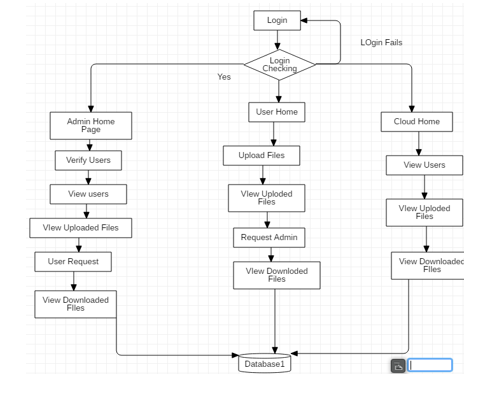 Login
LOgin Fails
Login
Checking
Yes
Admin Home
Page
User Home
Cloud Home
Verify Users
Upload Files
View Users
View users
VIew Uploded
Files
VIew Uploded
Files
VIew Uploaded Files
Request Admin
User Request
VIew Downloded
Files
View Downloaded
FIles
View Downloaded
FIles
Database1